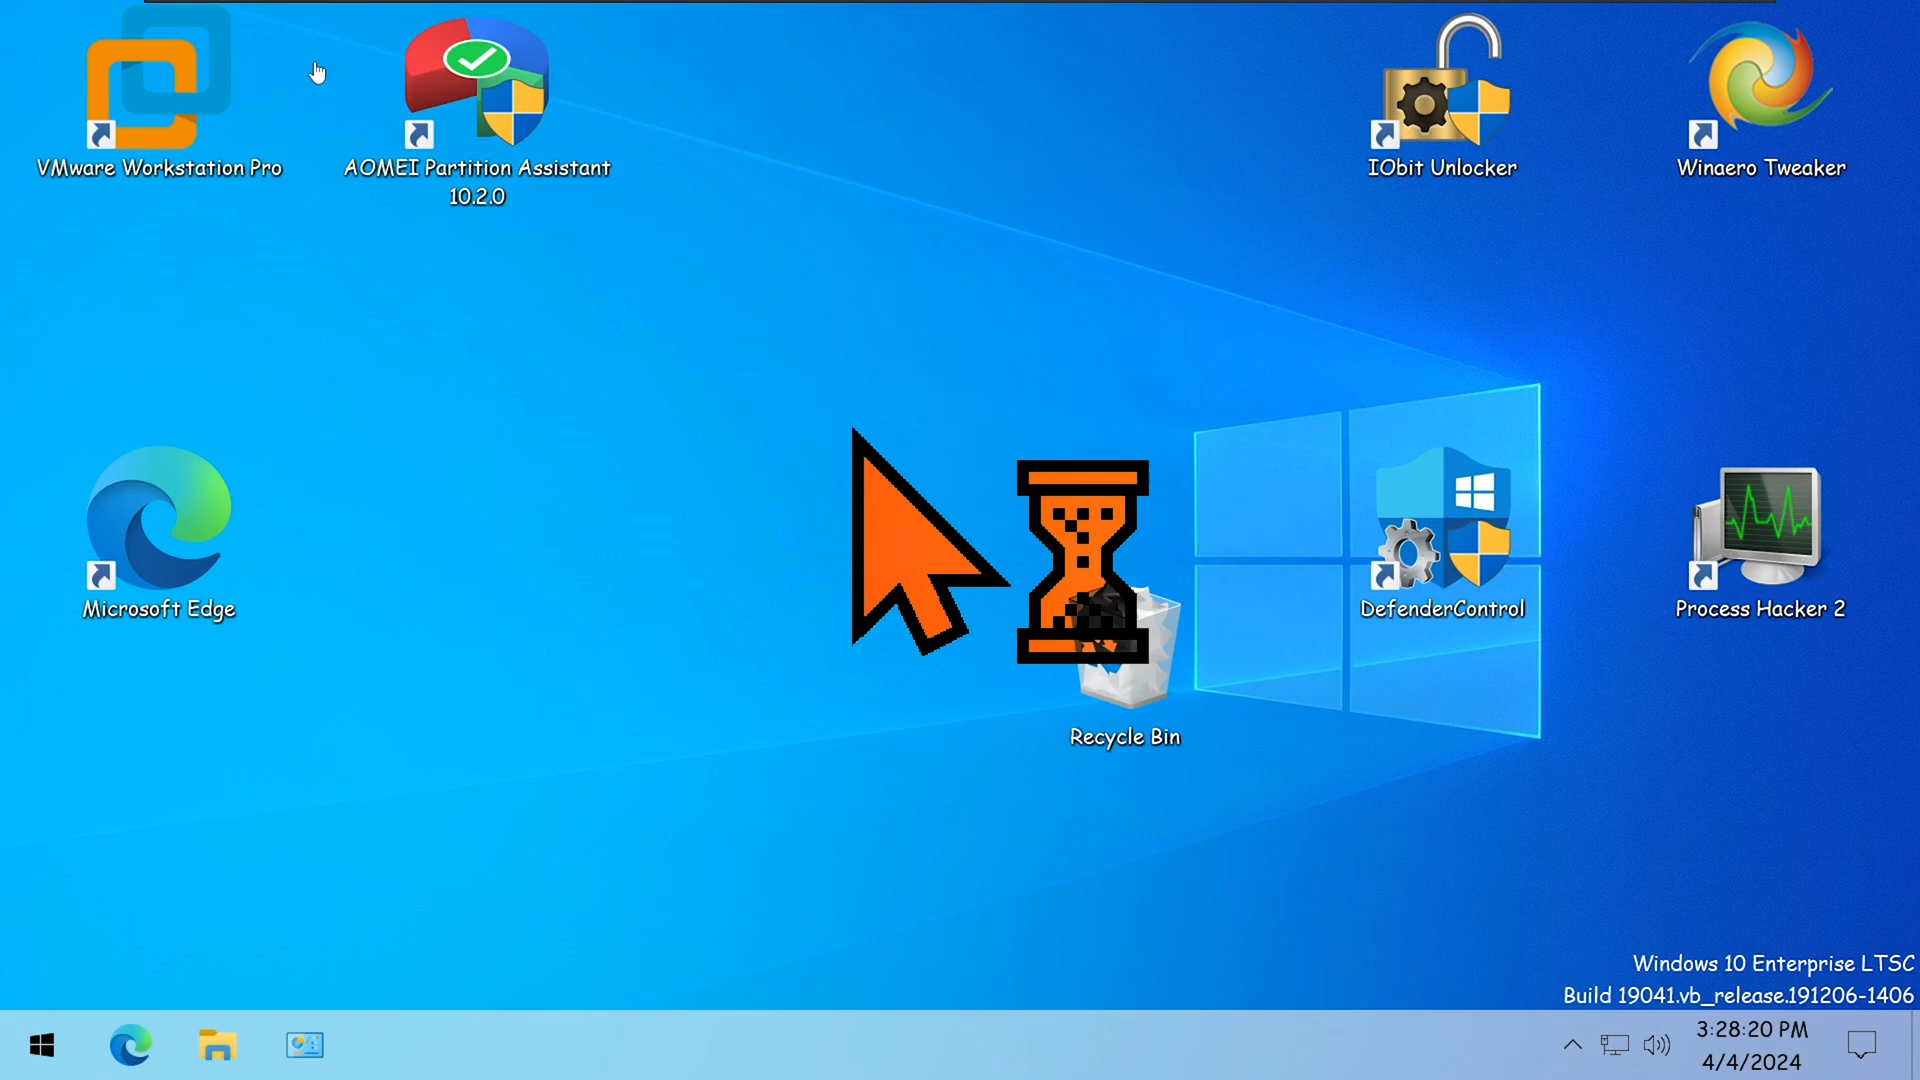 VMware Workstation Pro
AOMEI Partition Assistant
10.2.0
IObit Unlocker
Winaero Tweaker
Microsoft Edge
DefenderControl
Process Hacker 2
Recycle Bin
Windows 10 Enterprise LTSC
Build 19041.vb_release.191206-1406
3:28:20 PM
4/4/2024